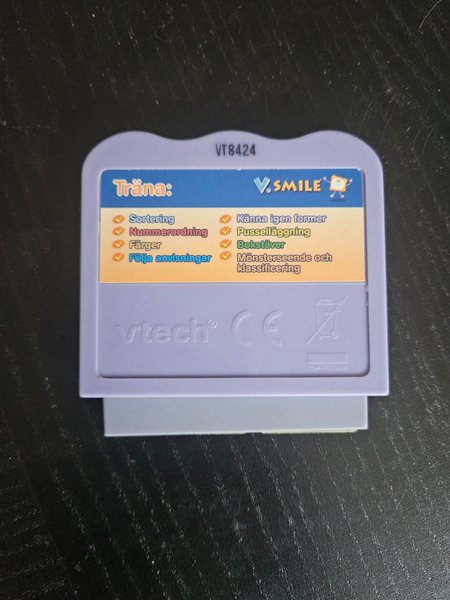 VT8424
Träna:
V.SMILE
Sortering
Nummerordning
Färger
Följa anvisningar
Känna igen former
Pusselläggning
Bokstäver
Mönsterseende och
klassificering
vtech®
CE